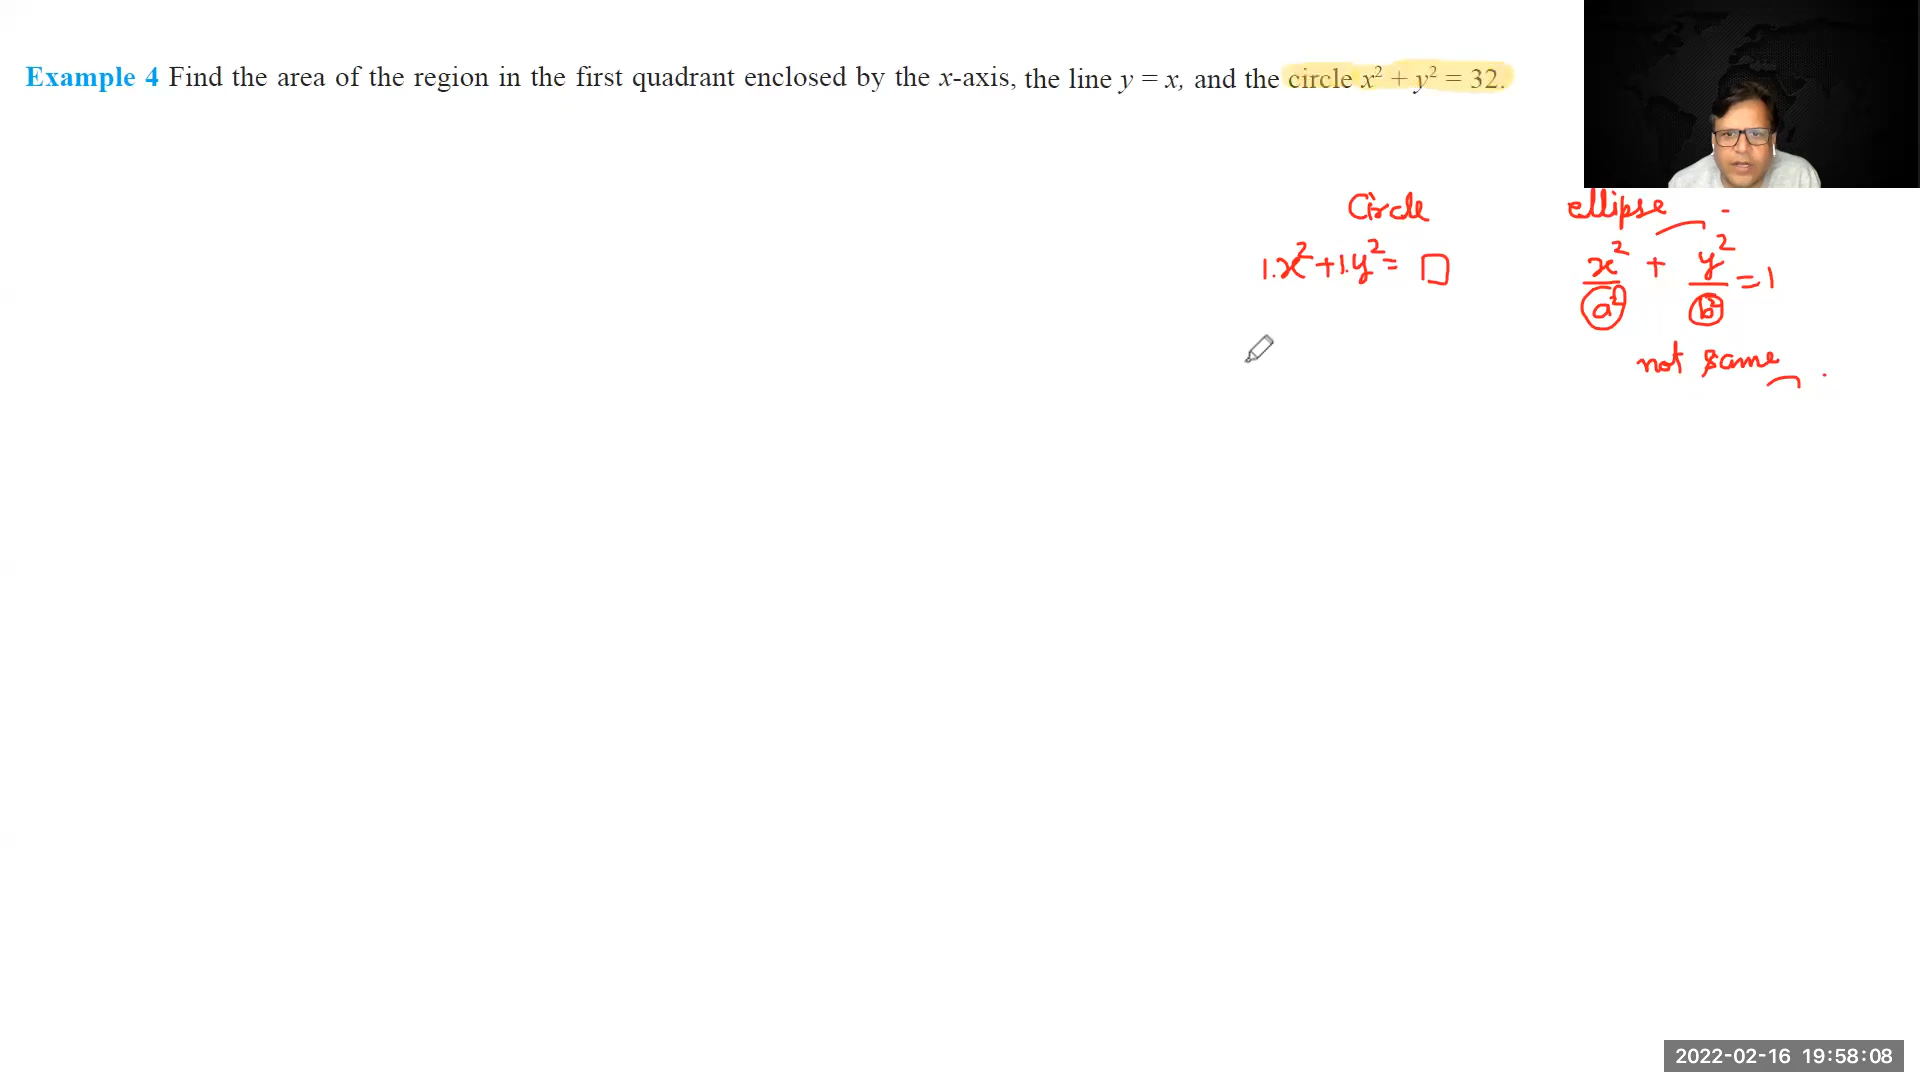 Example 4 Find the area of the region in the first quadrant enclosed by the x-axis, the line y = x, and the circle x² + y² = 32.
Circle
ellipse
1.x² + 1.y² = □
x²/a² + y²/b² = 1
not same
2022-02-16 19:58:08